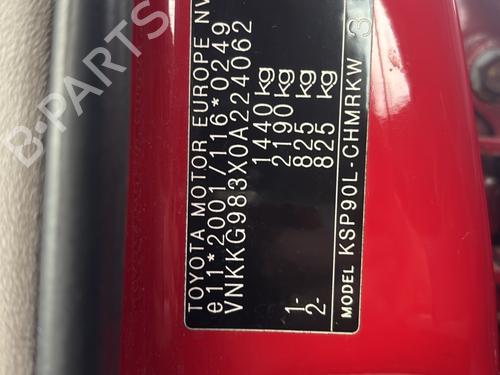 TOYOTA MOTOR EUROPE NV
e11*2001/116*0249
VNKKG983X0A224062
1440 kg
2190 kg
1- 825 kg
2- 825 kg
MODEL KSP90L-CHMRKW 3
B-PARTS